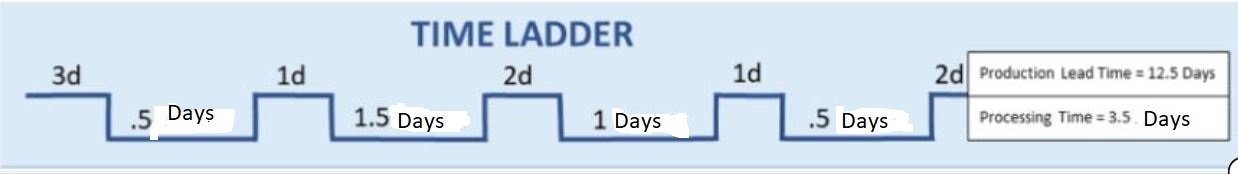 TIME LADDER
3d 1d 2d 1d 2d
.5 Days 1.5 Days 1 Days .5 Days
Production Lead Time = 12.5 Days
Processing Time = 3.5 Days